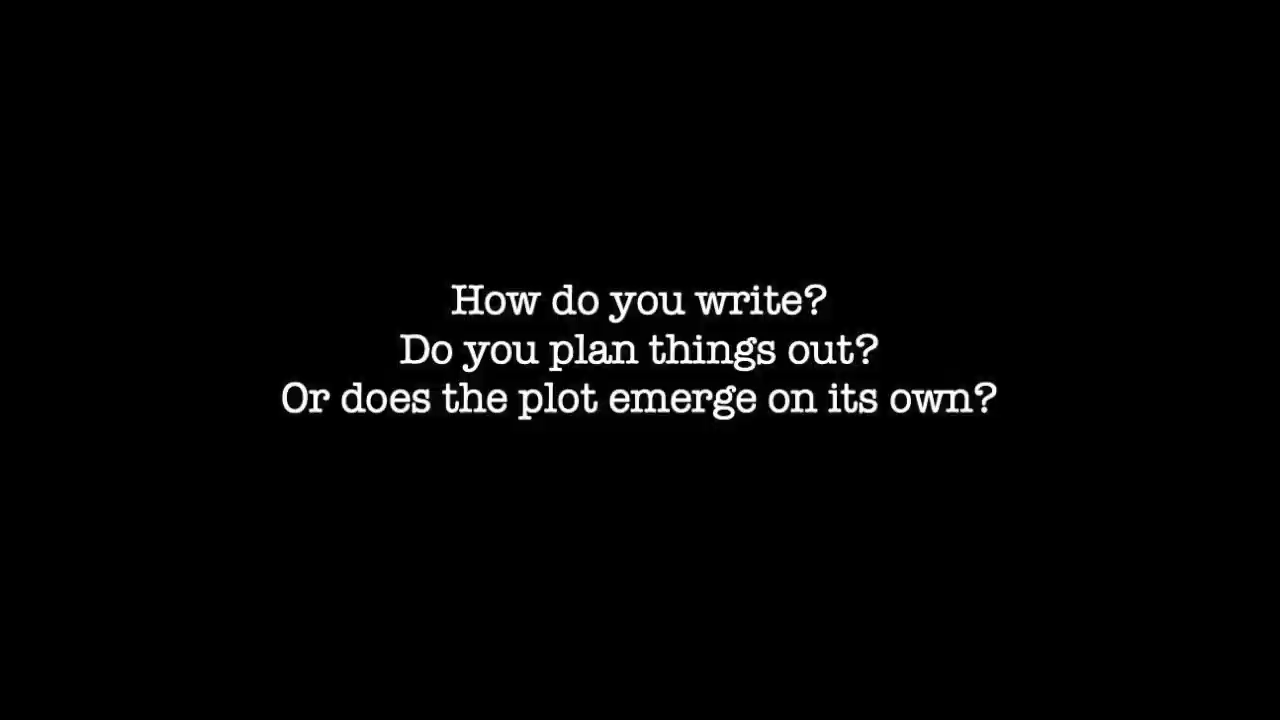 How do you write?
Do you plan things out?
Or does the plot emerge on its own?